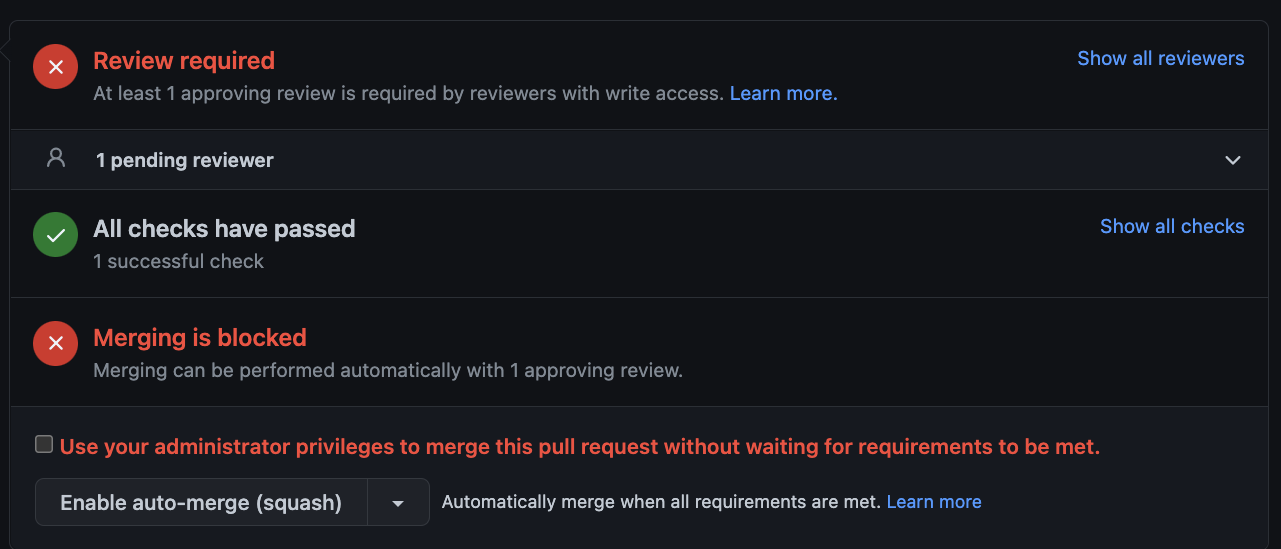 Review required
Show all reviewers
At least 1 approving review is required by reviewers with write access. Learn more.
1 pending reviewer
All checks have passed
Show all checks
1 successful check
Merging is blocked
Merging can be performed automatically with 1 approving review.
Use your administrator privileges to merge this pull request without waiting for requirements to be met.
Enable auto-merge (squash)
Automatically merge when all requirements are met. Learn more